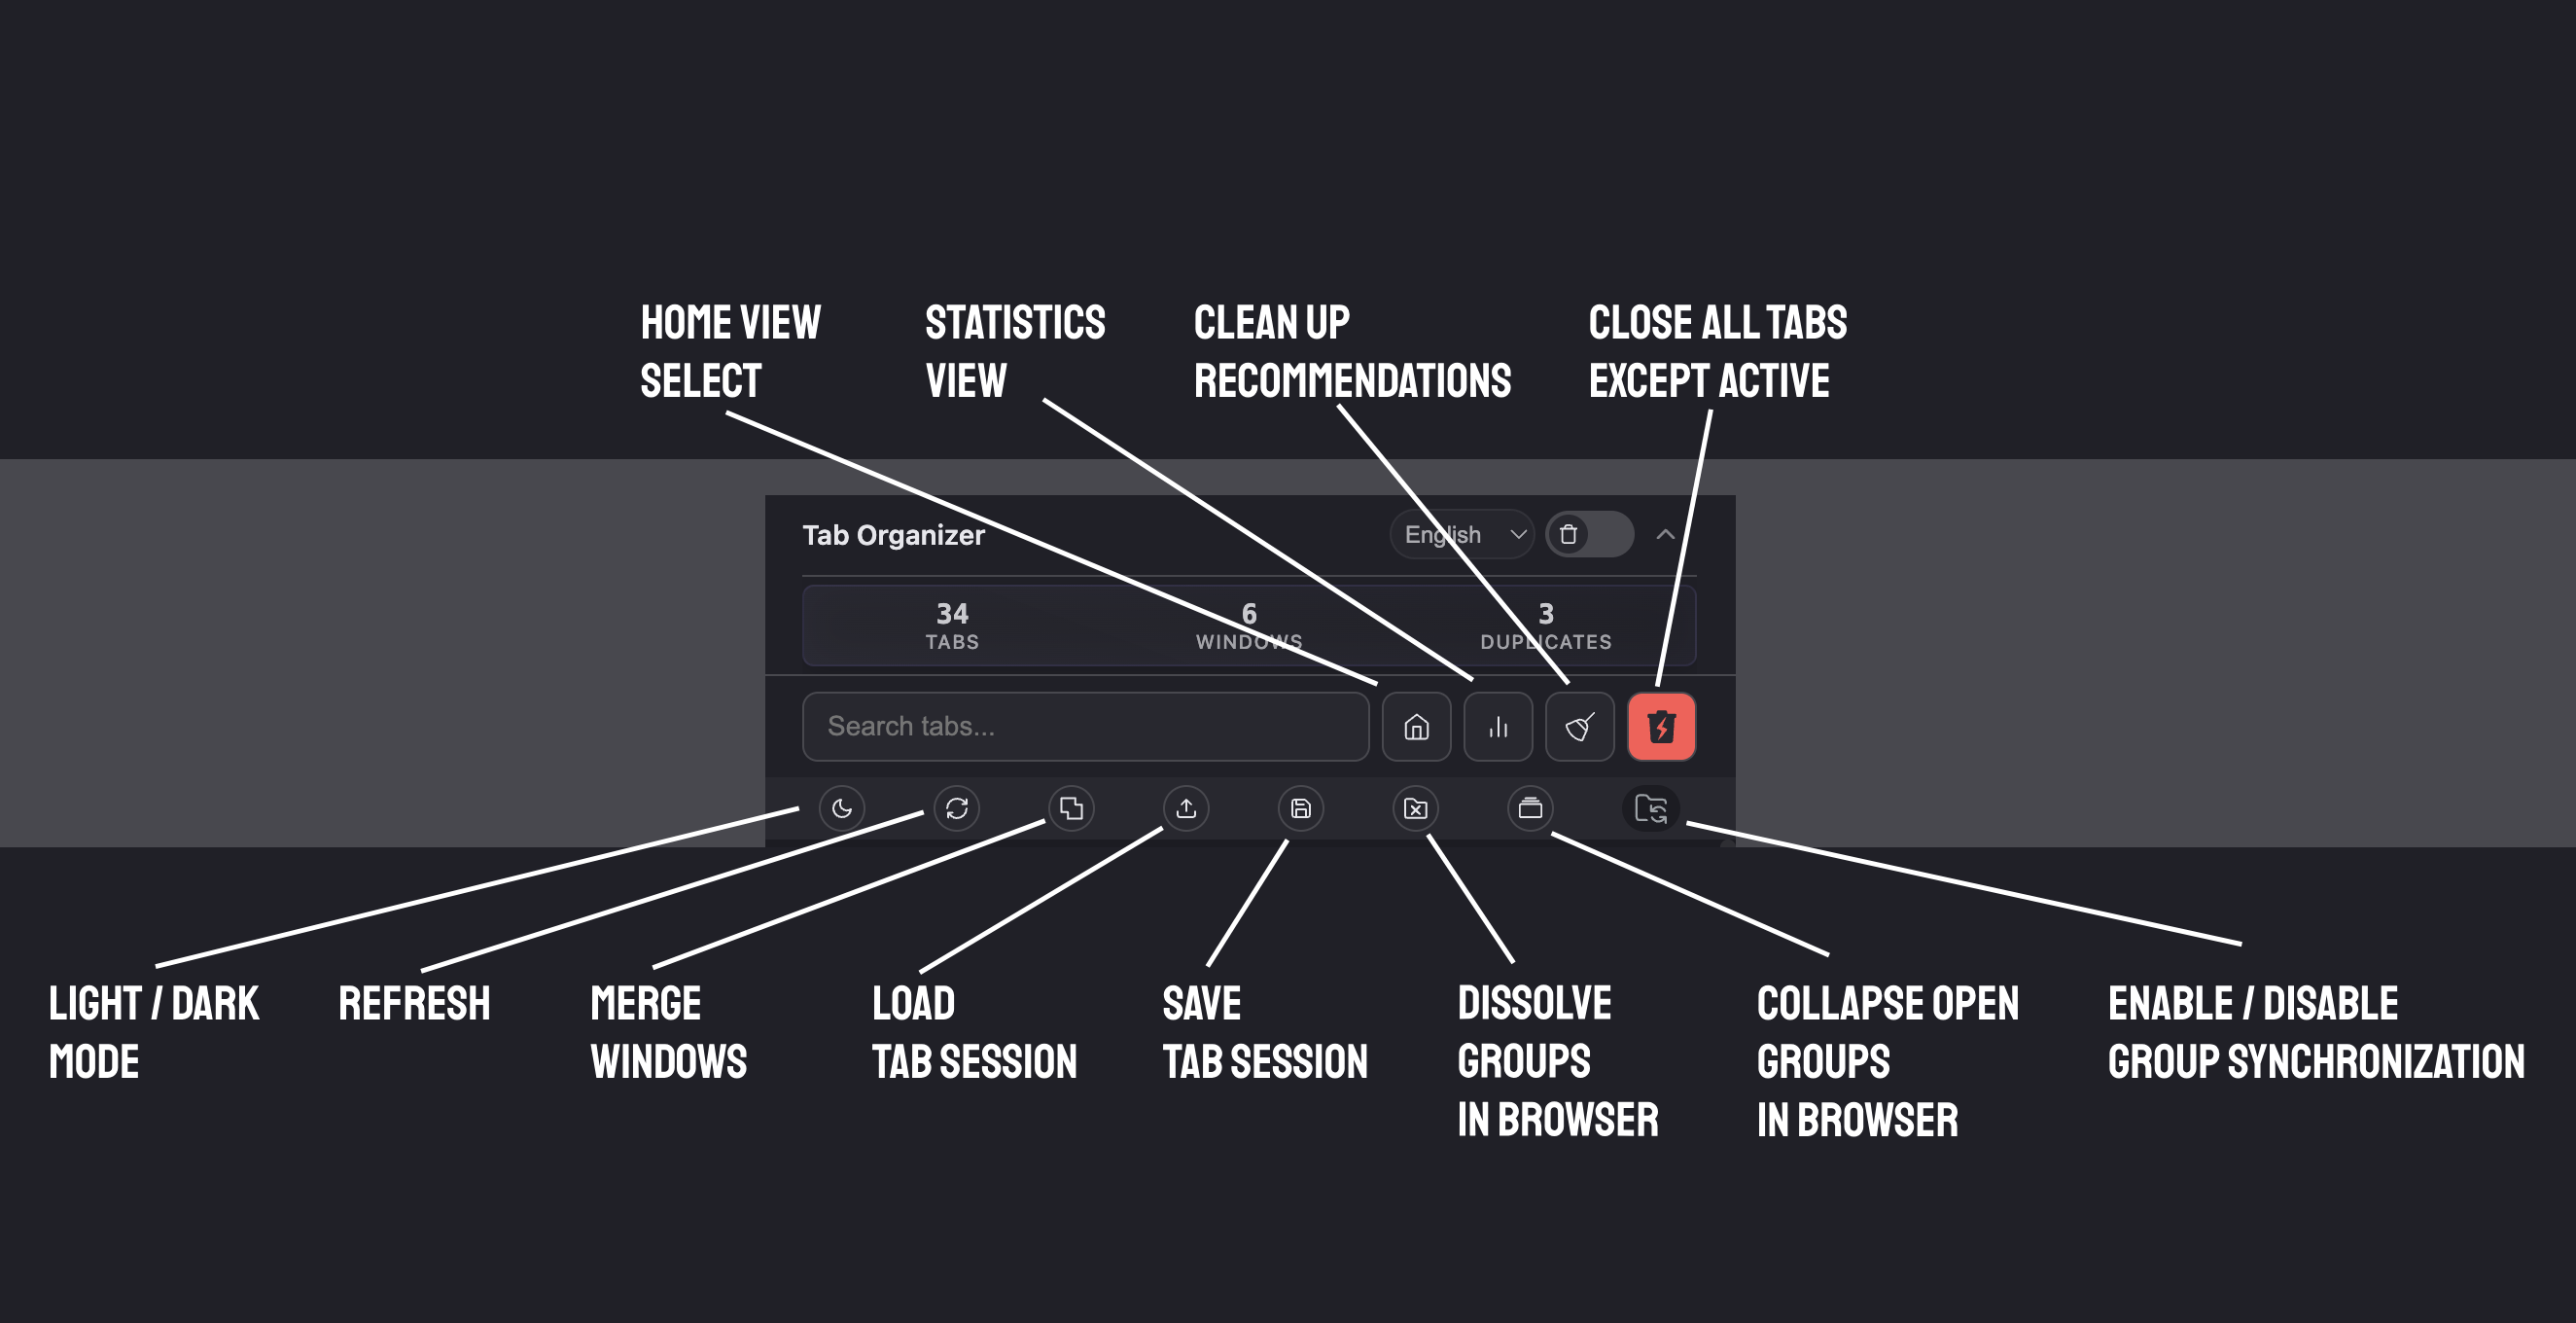 HOME VIEW
SELECT
STATISTICS
VIEW
CLEAN UP
RECOMMENDATIONS
CLOSE ALL TABS
EXCEPT ACTIVE
Tab Organizer
English
34
TABS
6
WINDOWS
3
DUPLICATES
Search tabs...
LIGHT / DARK
MODE
REFRESH
MERGE
WINDOWS
LOAD
TAB SESSION
SAVE
TAB SESSION
DISSOLVE
GROUPS
IN BROWSER
COLLAPSE OPEN
GROUPS
IN BROWSER
ENABLE / DISABLE
GROUP SYNCHRONIZATION